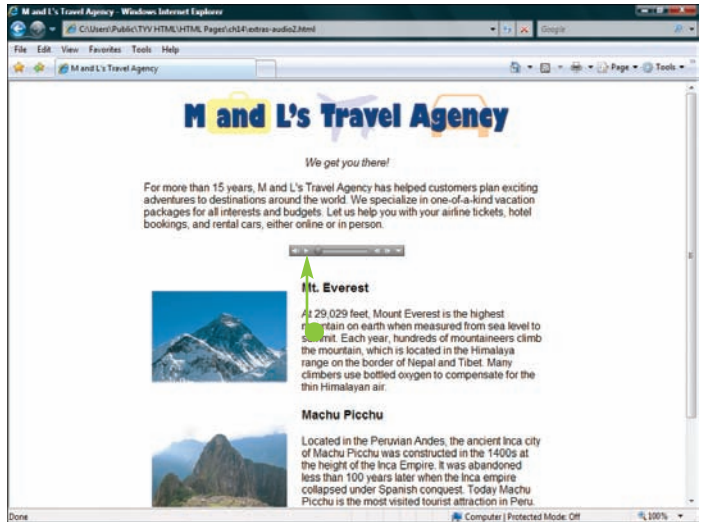 M and L's Travel Agency - Windows Internet Explorer
C:\Users\Public\TYV HTML\HTML Pages\ch14\extras-audio2.html
Google
File Edit View Favorites Tools Help
M and L's Travel Agency
Page Tools
M and L's Travel Agency
We get you there!
For more than 15 years, M and L's Travel Agency has helped customers plan exciting
adventures to destinations around the world. We specialize in one-of-a-kind vacation
packages for all interests and budgets. Let us help you with your airline tickets, hotel
bookings, and rental cars, either online or in person.
Mt. Everest
At 29,029 feet, Mount Everest is the highest
mountain on earth when measured from sea level to
summit. Each year, hundreds of mountaineers climb
the mountain, which is located in the Himalaya
range on the border of Nepal and Tibet. Many
climbers use bottled oxygen to compensate for the
thin Himalayan air.
Machu Picchu
Located in the Peruvian Andes, the ancient Inca city
of Machu Picchu was constructed in the 1400s at
the height of the Inca Empire. It was abandoned
less than 100 years later when the Inca empire
collapsed under Spanish conquest. Today Machu
Picchu is the most visited tourist attraction in Peru.
Done
Computer | Protected Mode: Off
100%